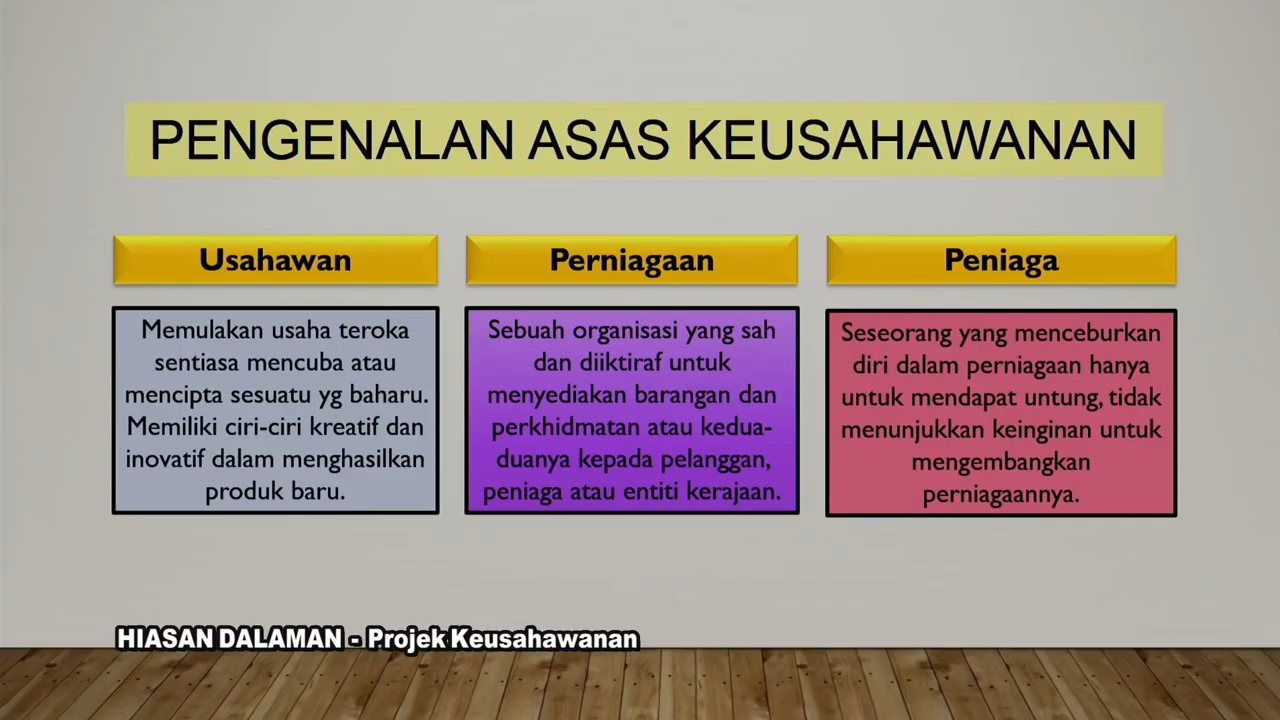 PENGENALAN ASAS KEUSAHAWANAN
Usahawan
Memulakan usaha teroka
sentiasa mencuba atau
mencipta sesuatu yg baharu.
Memiliki ciri-ciri kreatif dan
inovatif dalam menghasilkan
produk baru.
Perniagaan
Sebuah organisasi yang sah
dan diiktiraf untuk
menyediakan barangan dan
perkhidmatan atau kedua-
duanya kepada pelanggan,
peniaga atau entiti kerajaan.
Peniaga
Seseorang yang menceburkan
diri dalam perniagaan hanya
untuk mendapat untung, tidak
menunjukkan keinginan untuk
mengembangkan
perniagaannya.
HIASAN DALAMAN - Projek Keusahawanan